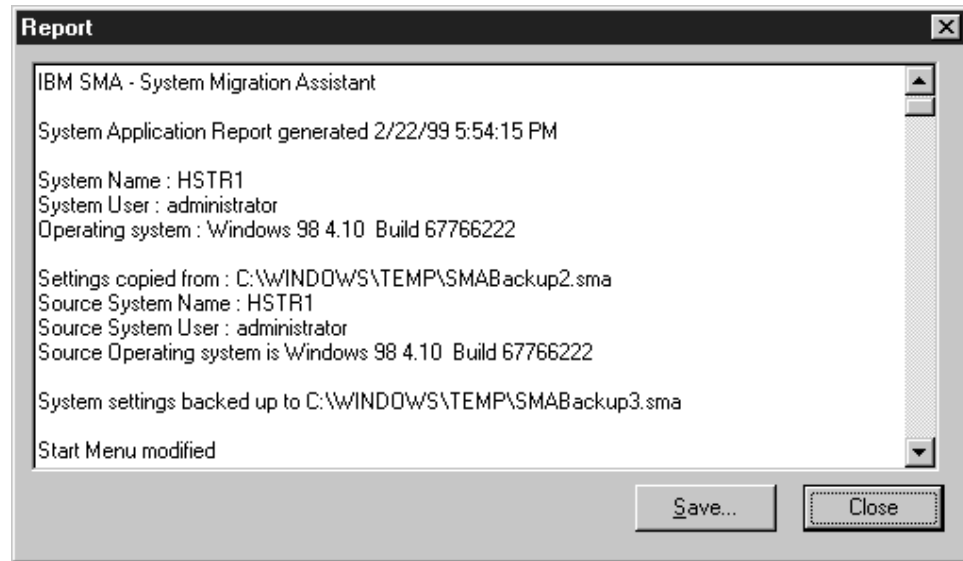 Report
IBM SMA - System Migration Assistant
System Application Report generated 2/22/99 5:54:15 PM
System Name : HSTR1
System User : administrator
Operating system : Windows 98 4.10  Build 67766222
Settings copied from : C:\WINDOWS\TEMP\SMABackup2.sma
Source System Name : HSTR1
Source System User : administrator
Source Operating system is Windows 98 4.10  Build 67766222
System settings backed up to C:\WINDOWS\TEMP\SMABackup3.sma
Start Menu modified
Save...
Close